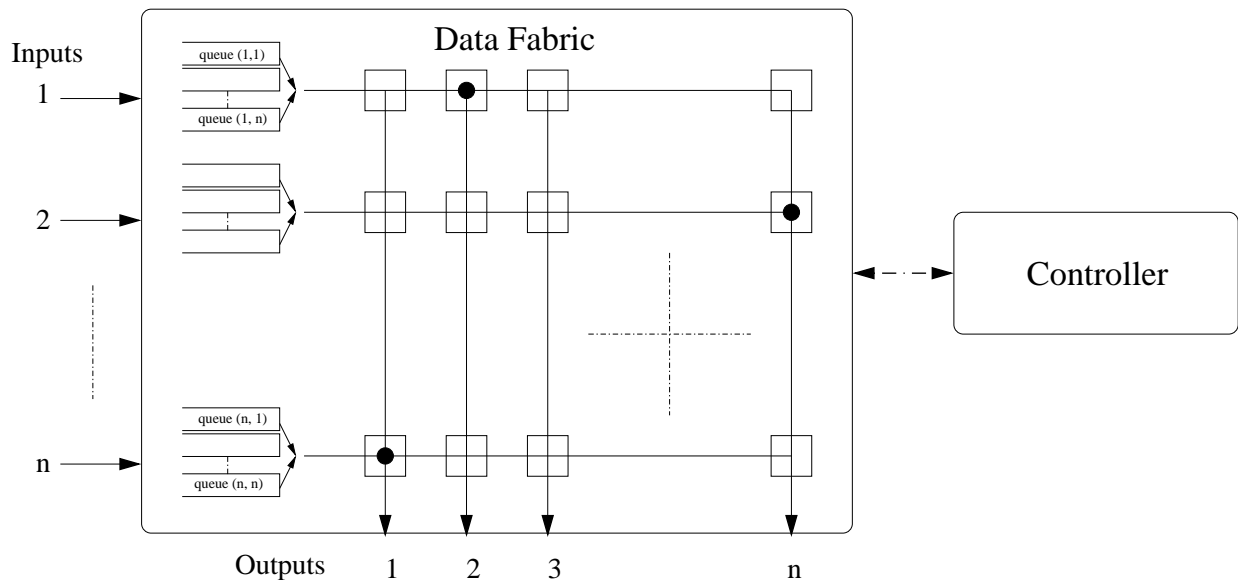 Data Fabric
Inputs
queue (1,1)
1
queue (1, n)
2
Controller
queue (n, 1)
n
queue (n, n)
Outputs 1 2 3 n